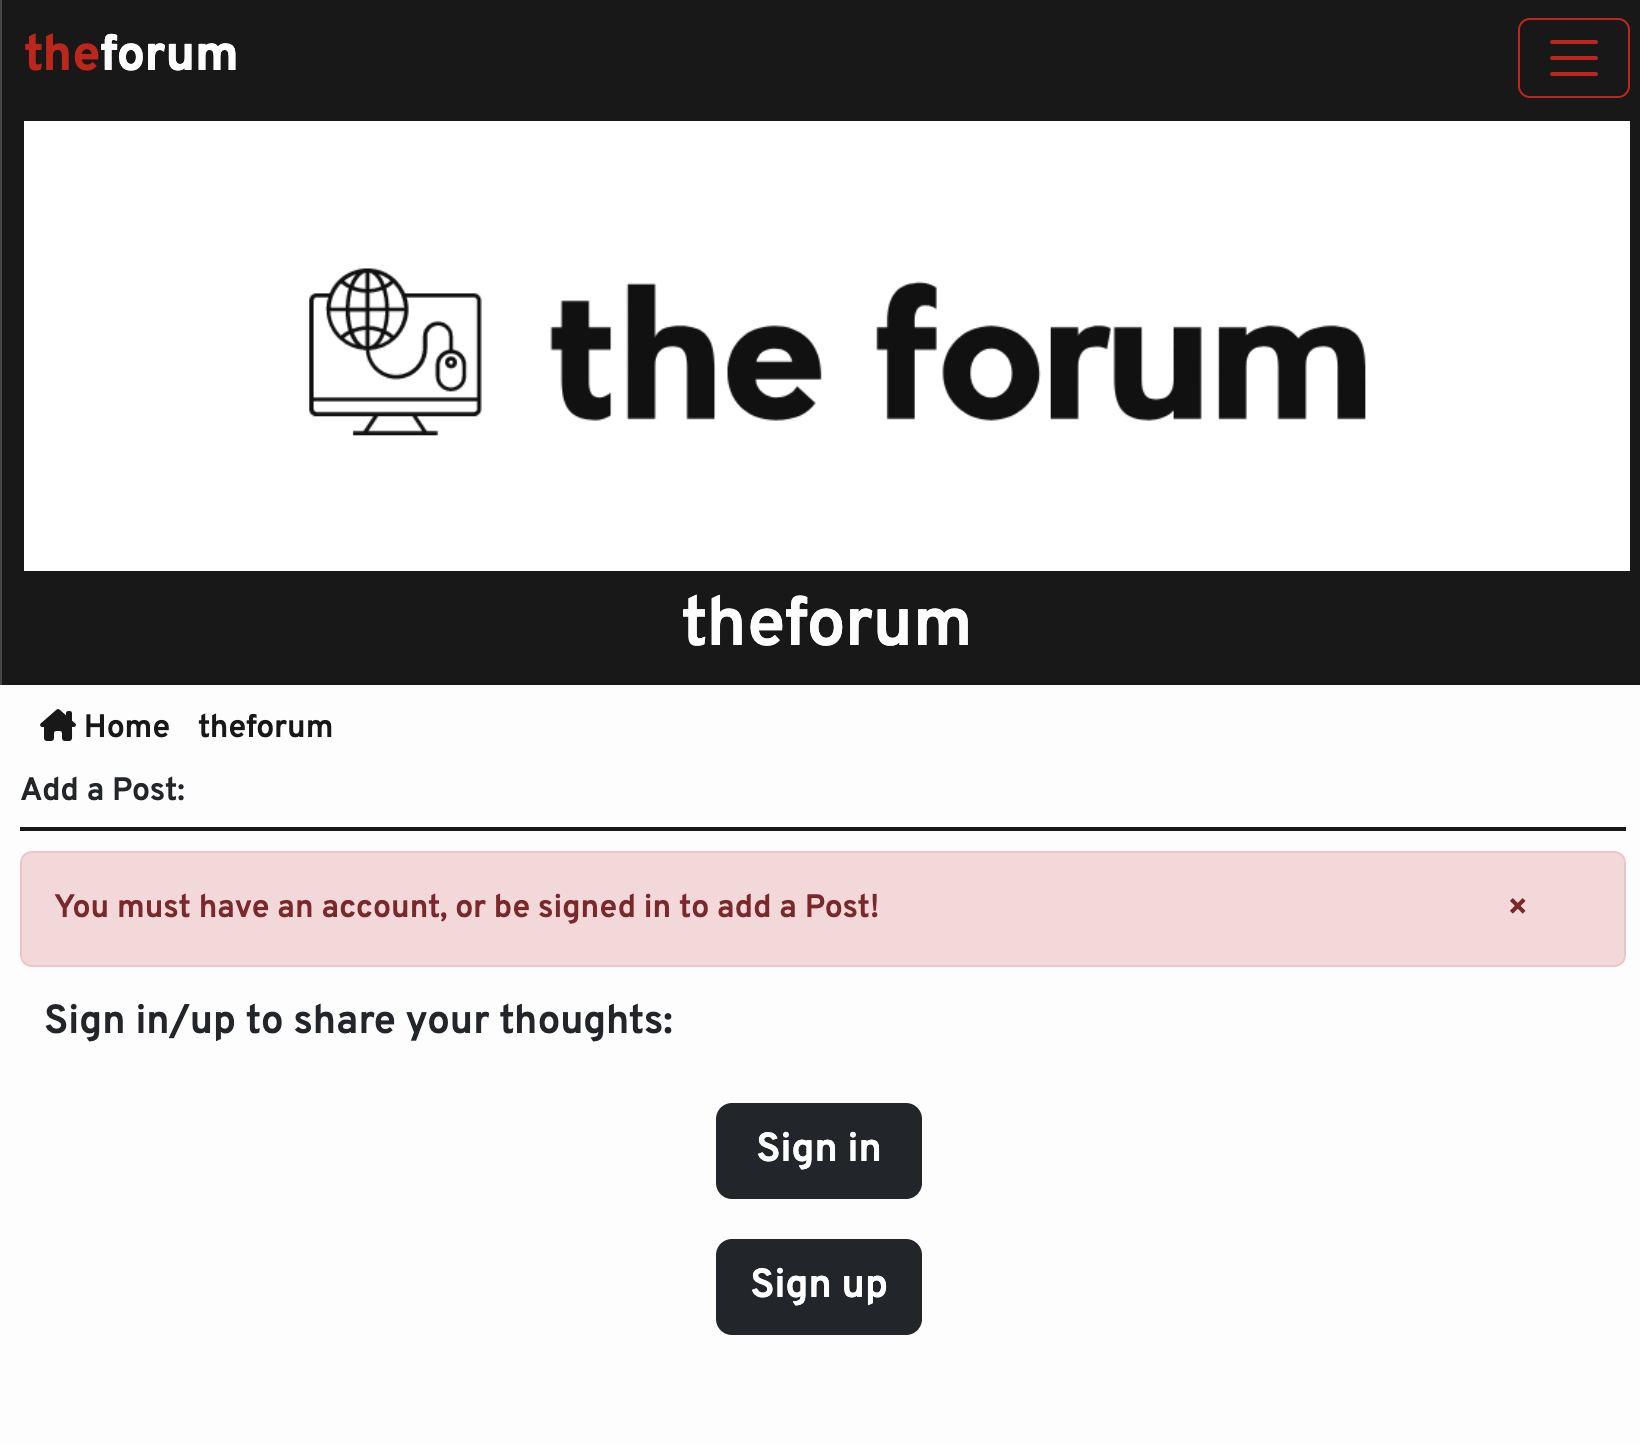 theforum
the forum
theforum
Home theforum
Add a Post:
You must have an account, or be signed in to add a Post! ×
Sign in/up to share your thoughts:
Sign in
Sign up